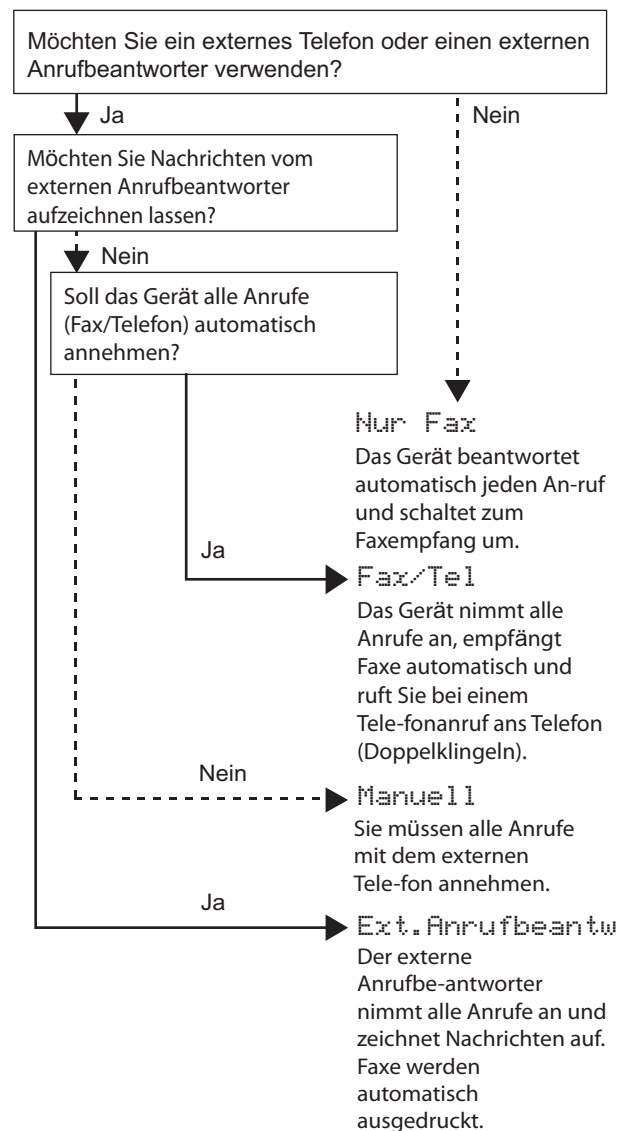 Möchten Sie ein externes Telefon oder einen externen
Anrufbeantworter verwenden?
Ja
Nein
Möchten Sie Nachrichten vom
externen Anrufbeantworter
aufzeichnen lassen?
Nein
Soll das Gerät alle Anrufe
(Fax/Telefon) automatisch
annehmen?
Nur Fax
Das Gerät beantwortet
automatisch jeden An-ruf
und schaltet zum
Faxempfang um.
Ja
Fax/Tel
Das Gerät nimmt alle
Anrufe an, empfängt
Faxe automatisch und
ruft Sie bei einem
Tele-fonanruf ans Telefon
(Doppelklingeln).
Nein
Manuell
Sie müssen alle Anrufe
mit dem externen
Tele-fon annehmen.
Ja
Ext.Anrufbeantw
Der externe
Anrufbe-antworter
nimmt alle Anrufe an und
zeichnet Nachrichten auf.
Faxe werden
automatisch
ausgedruckt.